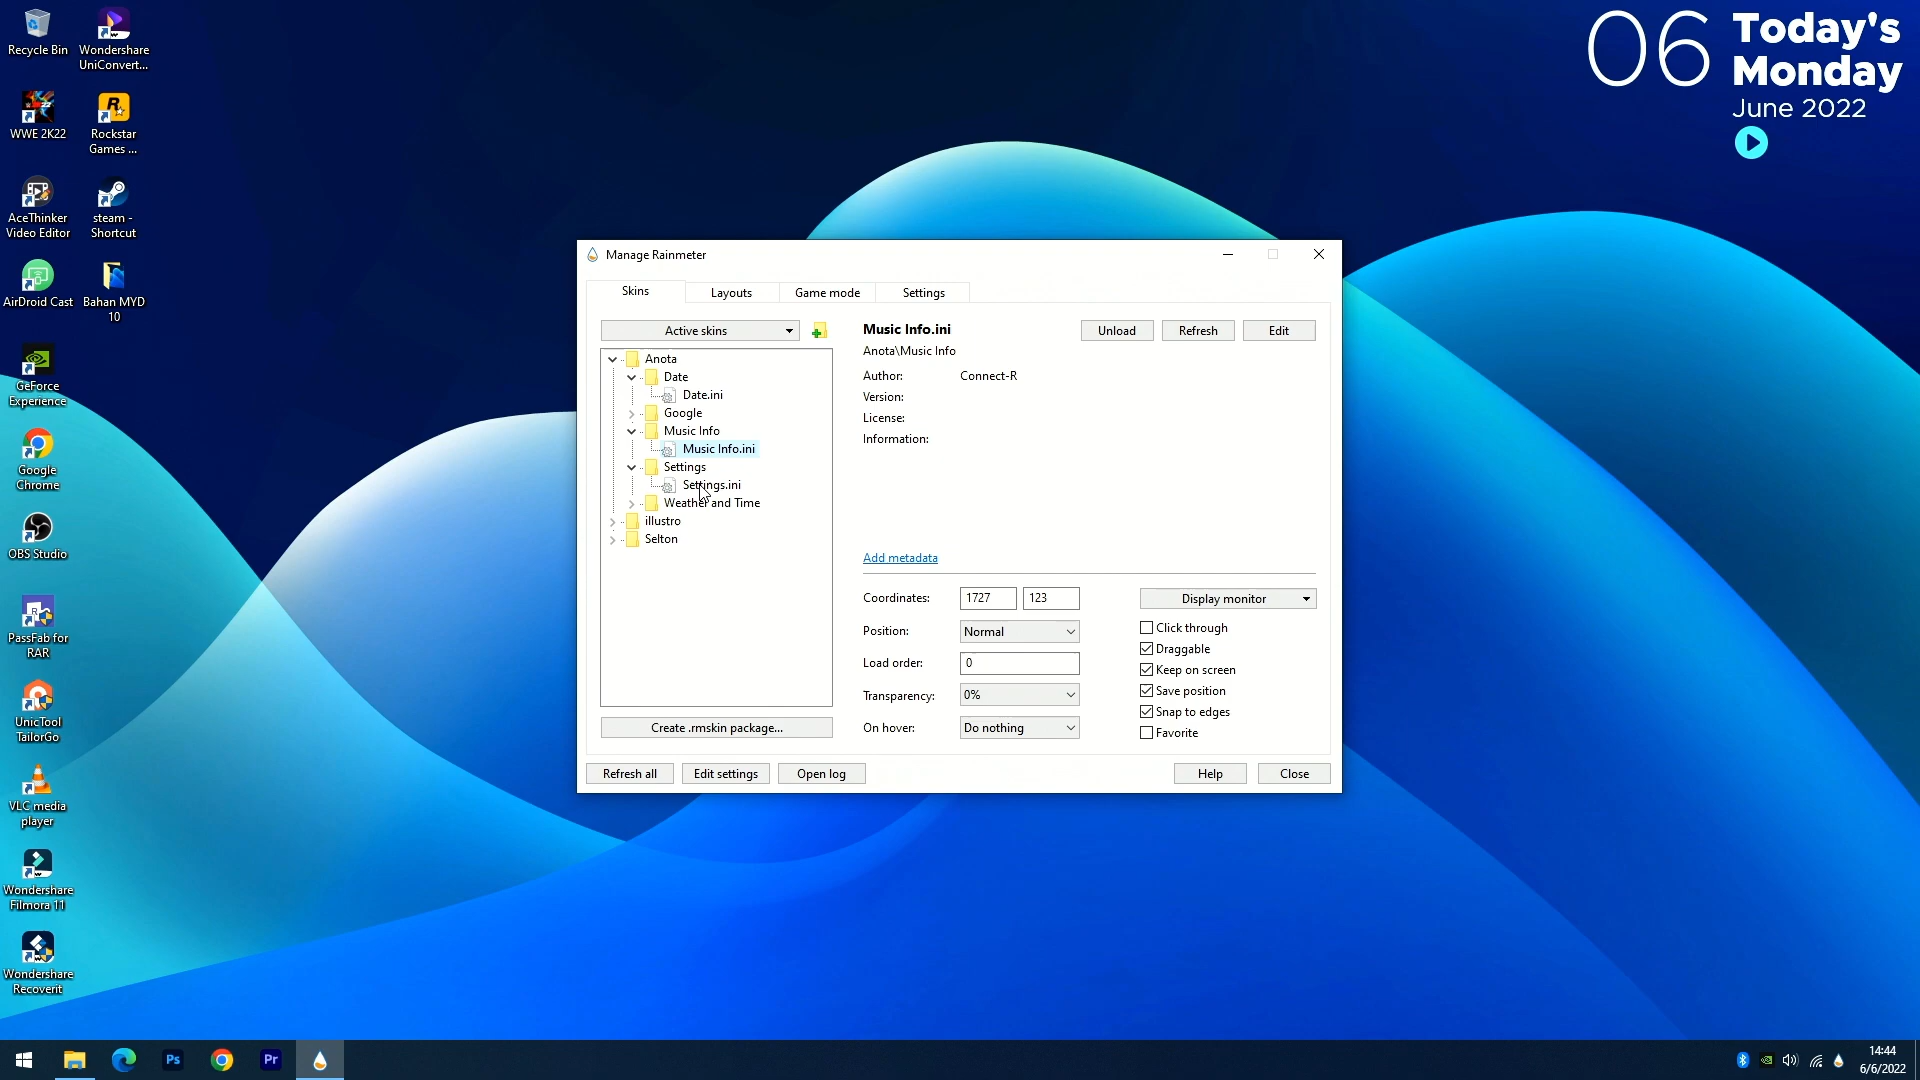 Recycle Bin
Wondershare
UniConvert...
WWE 2K22
Rockstar
Games ...
AceThinker
Video Editor
steam -
Shortcut
AirDroid Cast
Bahan MYD
10
GeForce
Experience
Google
Chrome
OBS Studio
PassFab for
RAR
UnicTool
TailorGo
VLC media
player
Wondershare
Filmora 11
Wondershare
Recoverit
06
Today's
Monday
June 2022
Manage Rainmeter
Skins
Layouts
Game mode
Settings
Active skins
Anota
Date
Date.ini
Google
Music Info
Music Info.ini
Settings
Settings.ini
Weather and Time
illustro
Selton
Create .rmskin package...
Music Info.ini
Unload
Refresh
Edit
Anota\Music Info
Author: Connect-R
Version:
License:
Information:
Add metadata
Coordinates: 1727 123
Position: Normal
Load order: 0
Transparency: 0%
On hover: Do nothing
Display monitor
Click through
Draggable
Keep on screen
Save position
Snap to edges
Favorite
Refresh all
Edit settings
Open log
Help
Close
Ps
Pr
14:44
6/6/2022